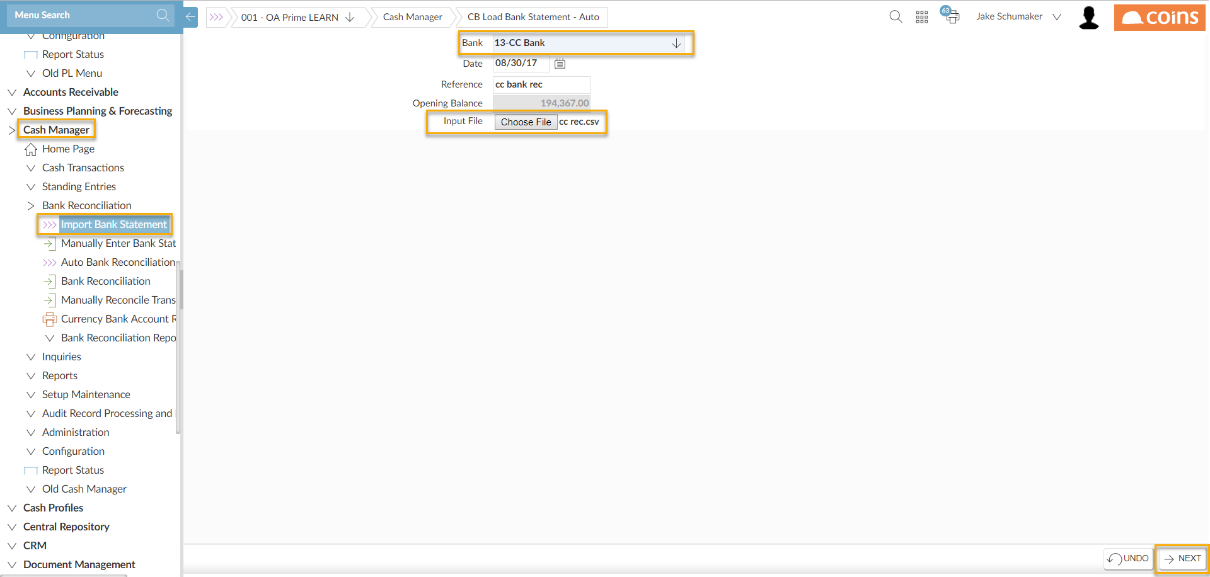 Menu Search
001 - OA Prime LEARN
Cash Manager
CB Load Bank Statement - Auto
63
Jake Schumaker
coins
Configuration
Report Status
Old PL Menu
Accounts Receivable
Business Planning & Forecasting
Cash Manager
Home Page
Cash Transactions
Standing Entries
Bank Reconciliation
Import Bank Statement
Manually Enter Bank Stat
Auto Bank Reconciliation
Bank Reconciliation
Manually Reconcile Trans
Currency Bank Account R
Bank Reconciliation Repo
Inquiries
Reports
Setup Maintenance
Audit Record Processing and
Administration
Configuration
Report Status
Old Cash Manager
Cash Profiles
Central Repository
CRM
Document Management
Bank 13-CC Bank
Date 08/30/17
Reference cc bank rec
Opening Balance 194,367.00
Input File Choose File cc rec.csv
UNDO NEXT